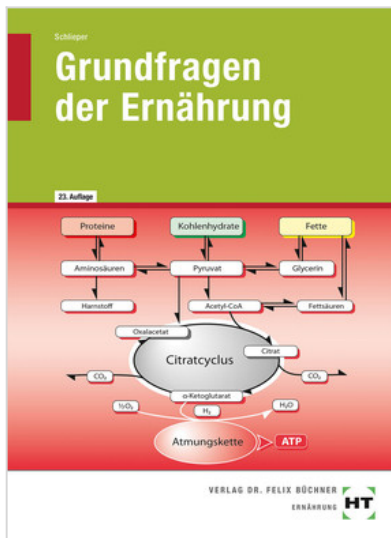 Schlieper
Grundfragen
der Ernährung
23. Auflage
Proteine Kohlenhydrate Fette
Aminosäuren Pyruvat Glycerin
Harnstoff Acetyl-CoA Fettsäuren
Oxalacetat
Citratcyclus Citrat
CO₂ CO₂
α-Ketoglutarat
½O₂ H₂ H₂O
Atmungskette ATP
VERLAG DR. FELIX BÜCHNER
ERNÄHRUNG HT